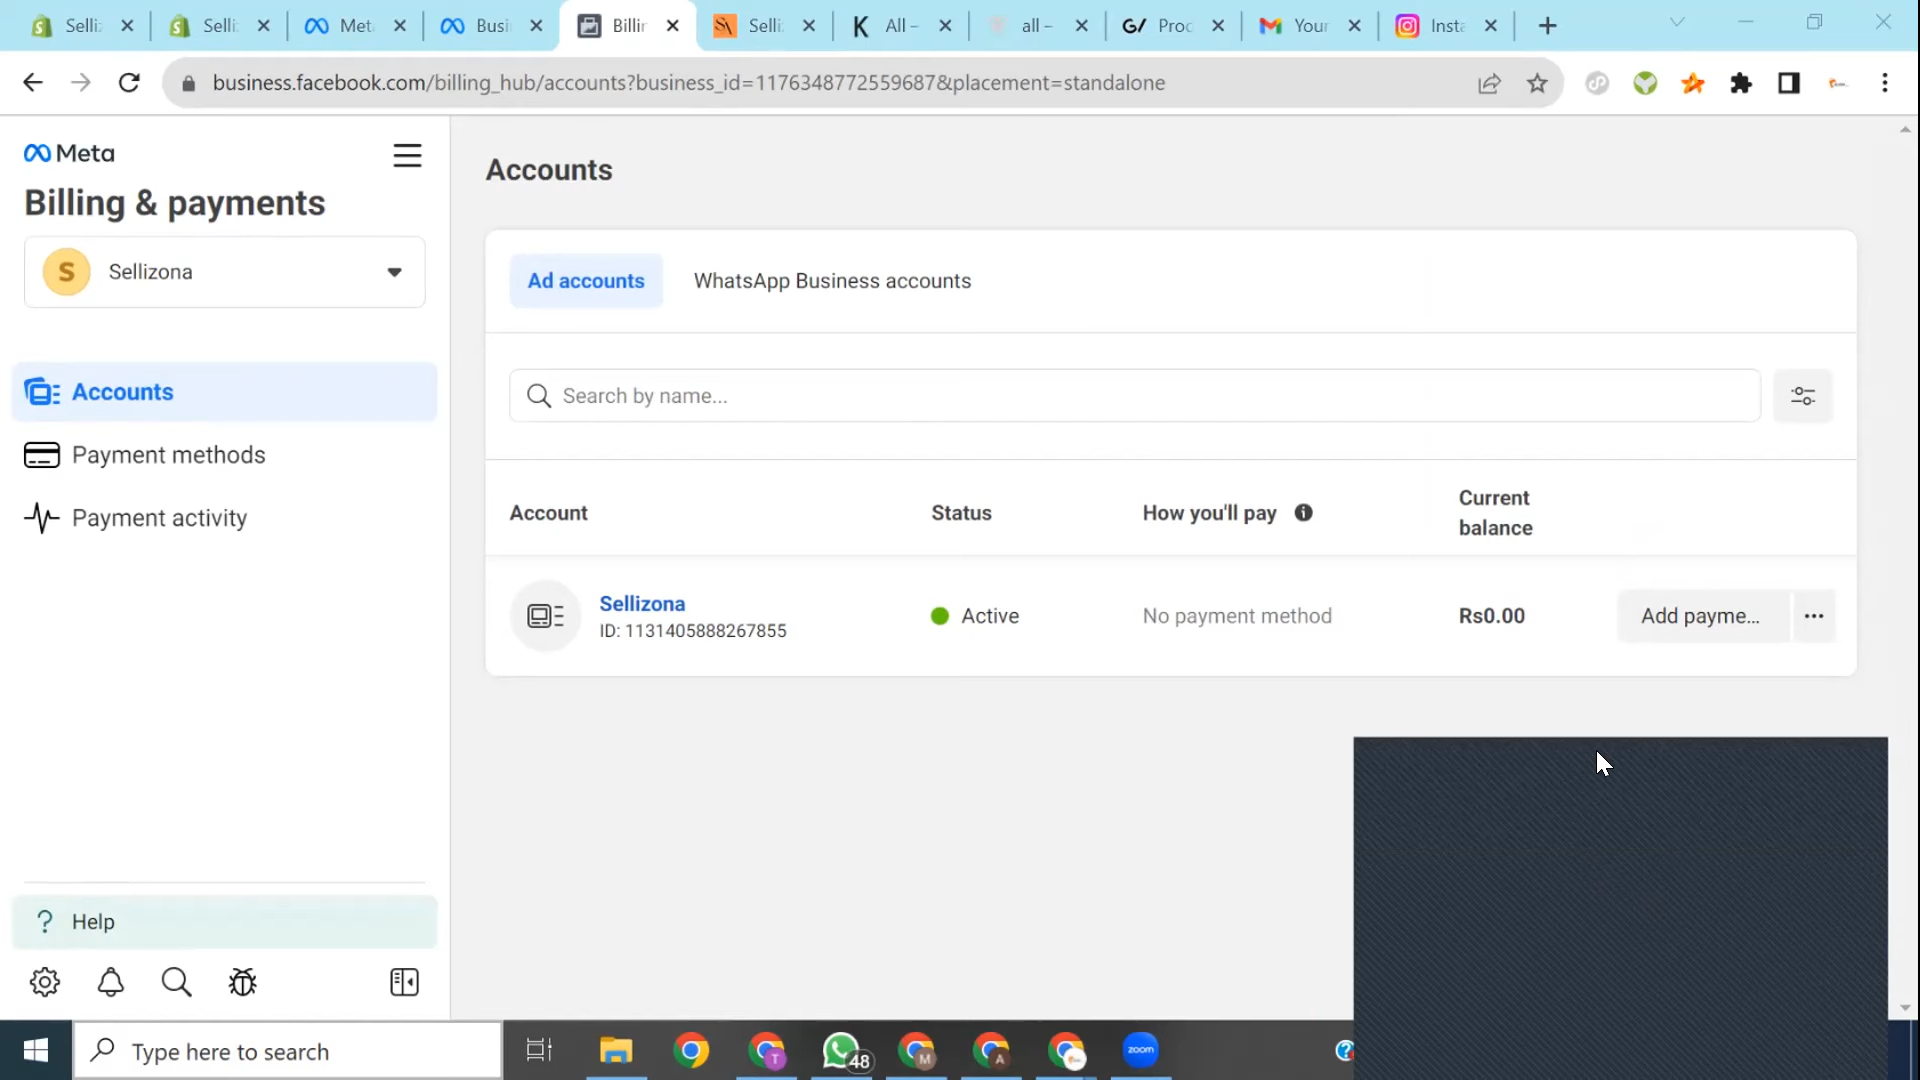 Selli
Selli
Met
Busi
Billin
Selli
K All –
all –
G/ Proc
Your
Insta
business.facebook.com/billing_hub/accounts?business_id=1176348772559687&placement=standalone
Meta
Billing & payments
S Sellizona
Accounts
Payment methods
Payment activity
? Help
Accounts
Ad accounts
WhatsApp Business accounts
Search by name...
Account
Status
How you'll pay
Current balance
Sellizona
ID: 1131405888267855
Active
No payment method
Rs0.00
Add payme...
Type here to search
T
48
M
A
zoom